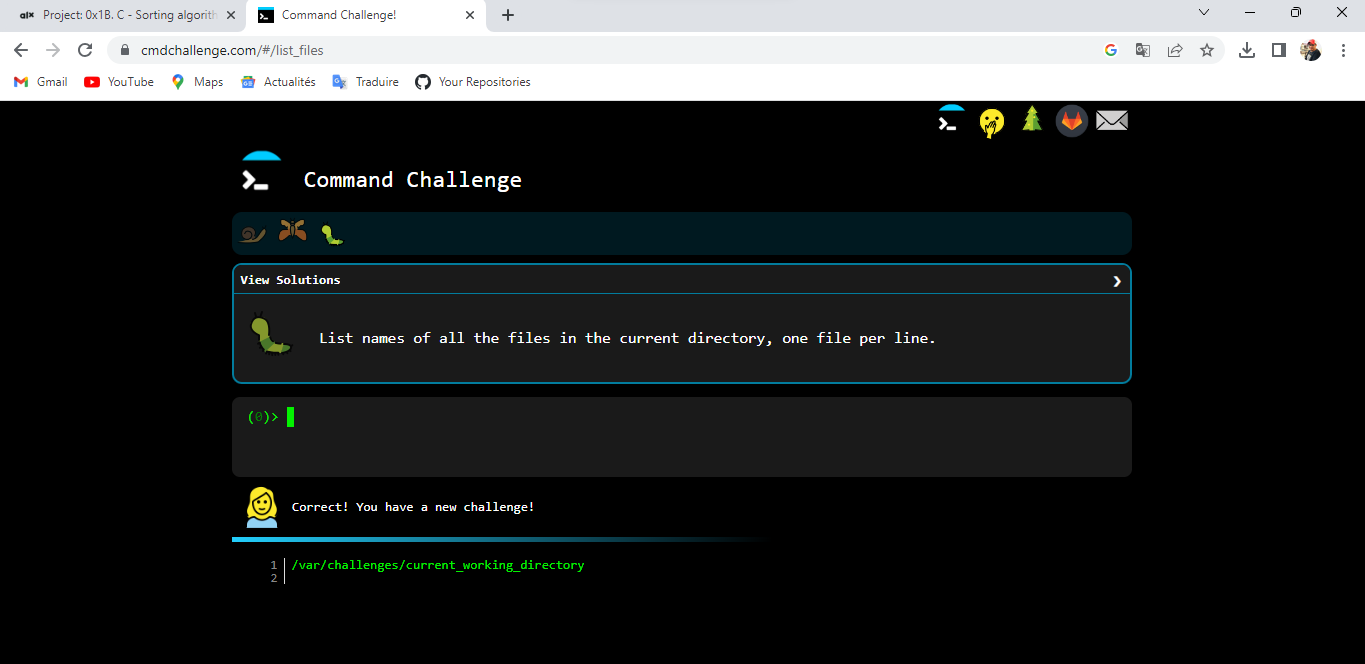 alx Project: 0x1B. C - Sorting algorith
Command Challenge!
cmdchallenge.com/#/list_files
Gmail
YouTube
Maps
Actualités
Traduire
Your Repositories
Command Challenge
View Solutions
List names of all the files in the current directory, one file per line.
(0)>
Correct! You have a new challenge!
1 /var/challenges/current_working_directory
2